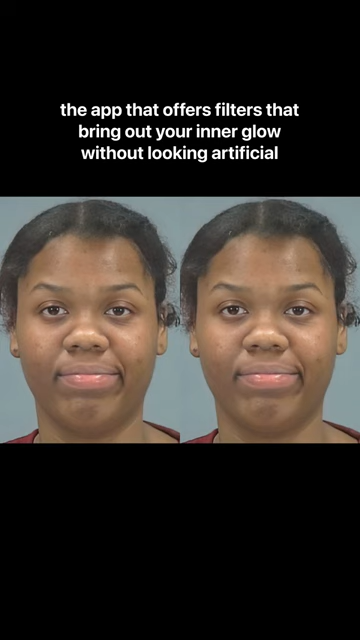 the app that offers filters that
bring out your inner glow
without looking artificial